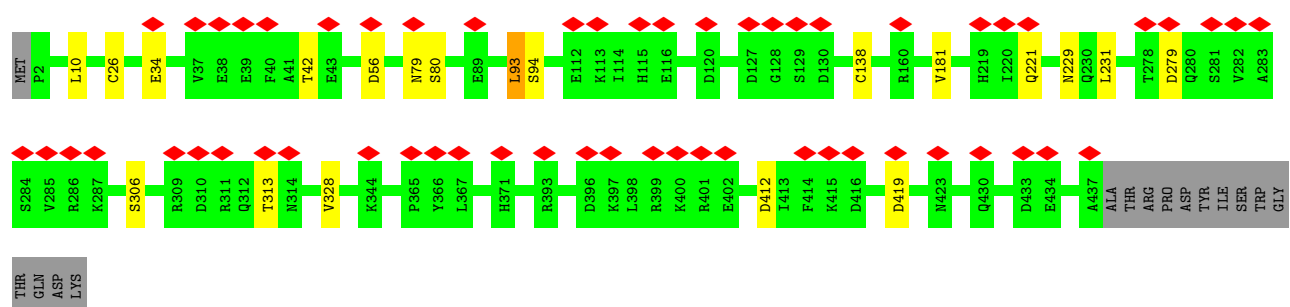 MET P2 L10 C26 E34 V37 E38 E39 F40 A41 T42 E43 D56 N79 S80 E89 L93 S94 E112 K113 I114 H115 E116 D120 D127 G128 S129 D130 C138 R160 V181 H219 I220 Q221 N229 Q230 L231 T278 D279 Q280 S281 V282 A283
S284 V285 R286 K287 S306 R309 D310 R311 Q312 T313 N314 V328 K344 P365 Y366 L367 H371 R393 D396 K397 L398 R399 K400 R401 E402 D412 I413 F414 K415 D416 D419 N423 Q430 D433 E434 A437 ALA THR ARG PRO ASP TYR ILE SER TRP GLY
THR GLN ASP LYS